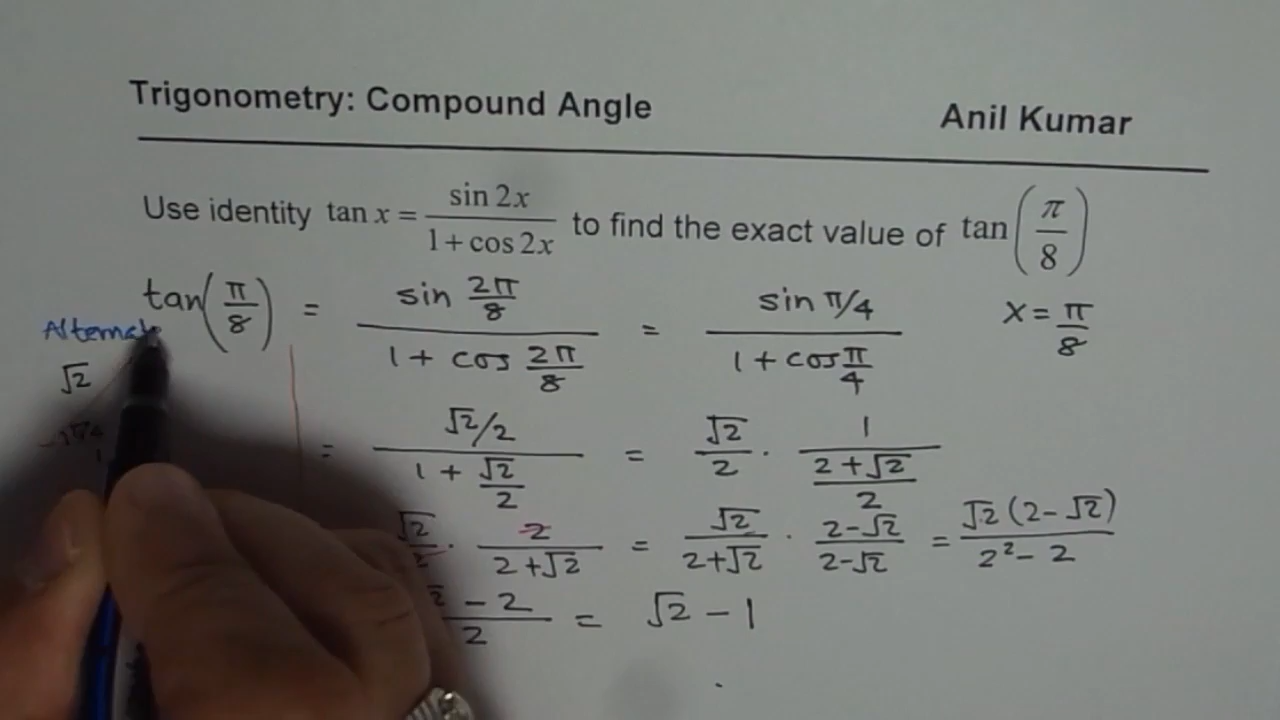 Trigonometry: Compound Angle Anil Kumar
Use identity tan x = sin 2x / 1 + cos 2x to find the exact value of tan (π/8)
tan(π/8) = sin 2π/8 / 1 + cos 2π/8 = sin π/4 / 1 + cos π/4 x = π/8
√2
= √2/2 / 1 + √2/2 = √2/2 · 1 / (2+√2)/2
√2/2 · 2 / 2+√2 = √2 / 2+√2 · 2-√2 / 2-√2 = √2 (2-√2) / 2² - 2
- 2 / 2 = √2 - 1